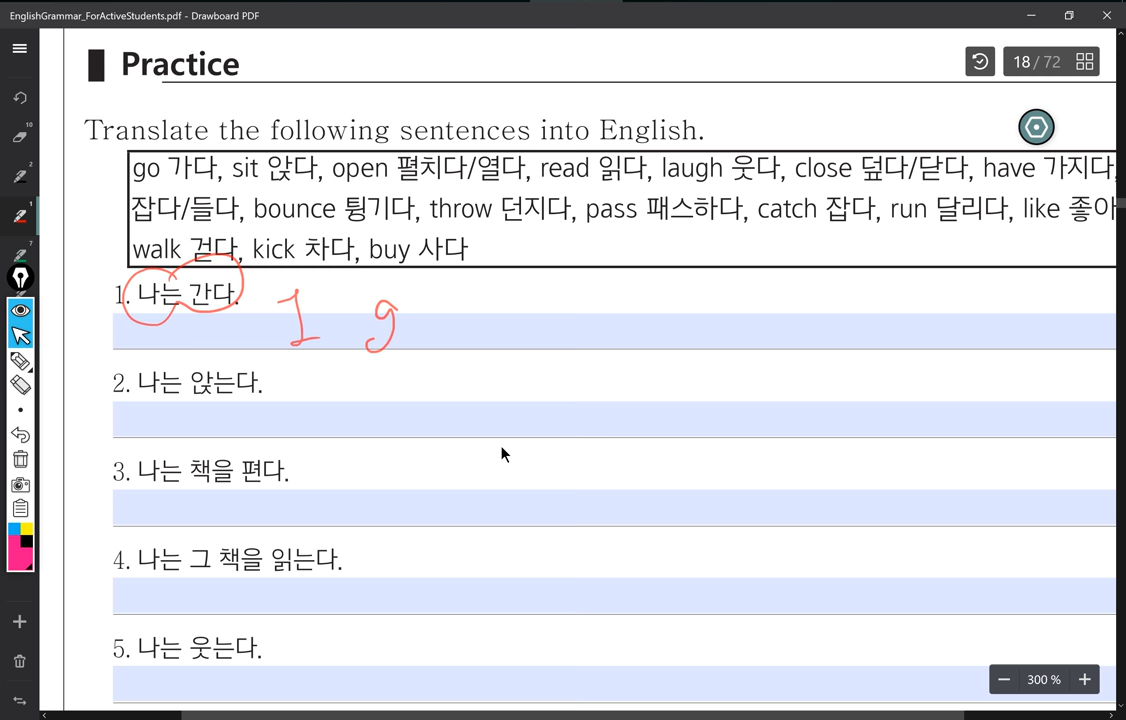 EnglishGrammar_ForActiveStudents.pdf - Drawboard PDF
Practice
18 / 72
Translate the following sentences into English.
go 가다, sit 앉다, open 펼치다/열다, read 읽다, laugh 웃다, close 덮다/닫다, have 가지다,
잡다/들다, bounce 튕기다, throw 던지다, pass 패스하다, catch 잡다, run 달리다, like 좋아
walk 걷다, kick 차다, buy 사다
1. 나는 간다.
I g
2. 나는 앉는다.
3. 나는 책을 편다.
4. 나는 그 책을 읽는다.
5. 나는 웃는다.
300 %
10
2
1
7